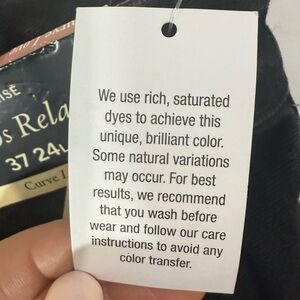 We use rich, saturated
dyes to achieve this
unique, brilliant color.
Some natural variations
may occur. For best
results, we recommend
that you wash before
wear and follow our care
instructions to avoid any
color transfer.
37 24
Curve